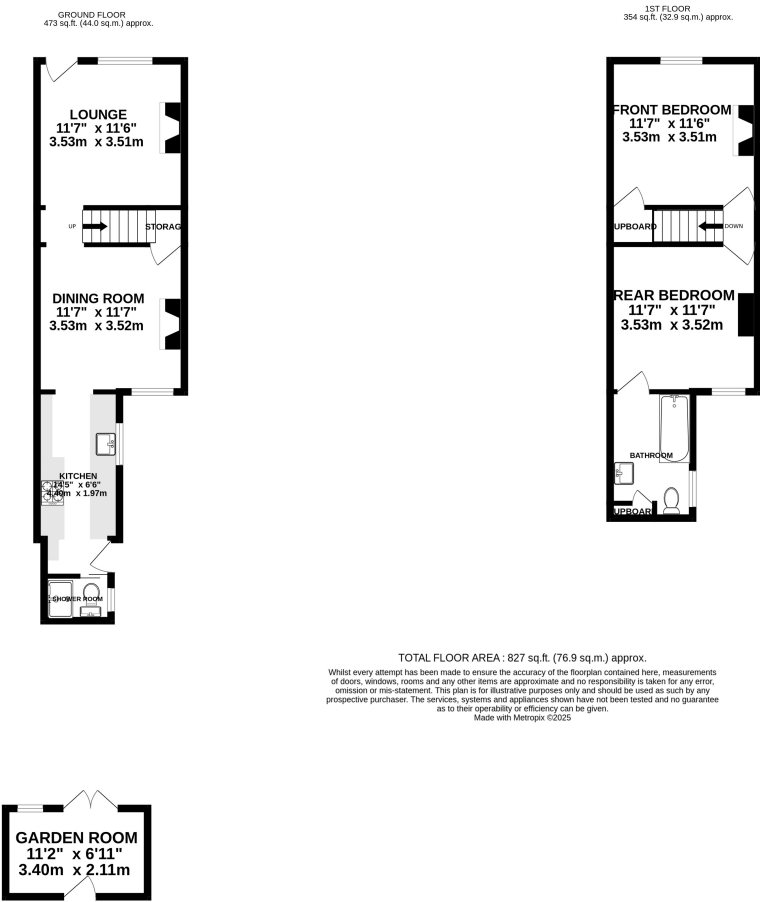 GROUND FLOOR
473 sq.ft. (44.0 sq.m.) approx.
1ST FLOOR
354 sq.ft. (32.9 sq.m.) approx.
LOUNGE
11'7" x 11'6"
3.53m x 3.51m
UP
STORAG
DINING ROOM
11'7" x 11'7"
3.53m x 3.52m
KITCHEN
14'5" x 6'6"
4.40m x 1.97m
SHOWER ROOM
FRONT BEDROOM
11'7" x 11'6"
3.53m x 3.51m
UPBOARD
DOWN
REAR BEDROOM
11'7" x 11'7"
3.53m x 3.52m
BATHROOM
UPBOAR
TOTAL FLOOR AREA : 827 sq.ft. (76.9 sq.m.) approx.
Whilst every attempt has been made to ensure the accuracy of the floorplan contained here, measurements
of doors, windows, rooms and any other items are approximate and no responsibility is taken for any error,
omission or mis-statement. This plan is for illustrative purposes only and should be used as such by any
prospective purchaser. The services, systems and appliances shown have not been tested and no guarantee
as to their operability or efficiency can be given.
Made with Metropix ©2025
GARDEN ROOM
11'2" x 6'11"
3.40m x 2.11m